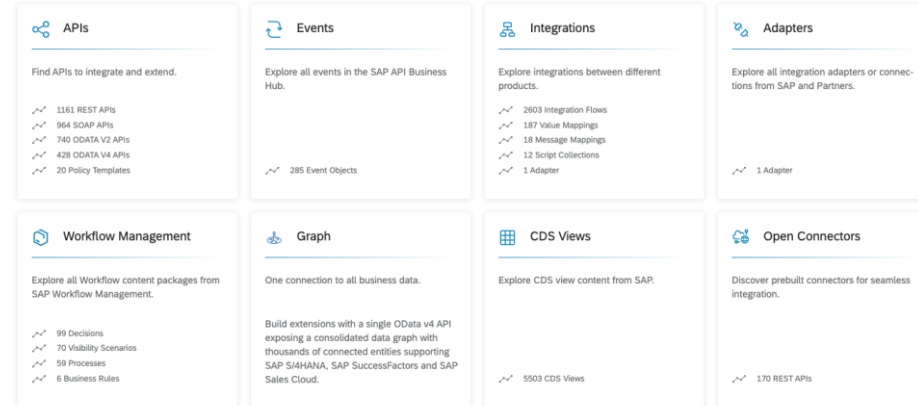 APIs
Find APIs to integrate and extend.
1161 REST APIs
964 SOAP APIs
740 ODATA V2 APIs
428 ODATA V4 APIs
20 Policy Templates
Events
Explore all events in the SAP API Business
Hub.
285 Event Objects
Integrations
Explore integrations between different
products.
2603 Integration Flows
187 Value Mappings
18 Message Mappings
12 Script Collections
1 Adapter
Adapters
Explore all integration adapters or connec-
tions from SAP and Partners.
1 Adapter
Workflow Management
Explore all Workflow content packages from
SAP Workflow Management.
99 Decisions
70 Visibility Scenarios
59 Processes
6 Business Rules
Graph
One connection to all business data.
Build extensions with a single OData v4 API
exposing a consolidated data graph with
thousands of connected entities supporting
SAP S/4HANA, SAP SuccessFactors and SAP
Sales Cloud.
CDS Views
Explore CDS view content from SAP.
5503 CDS Views
Open Connectors
Discover prebuilt connectors for seamless
integration.
170 REST APIs